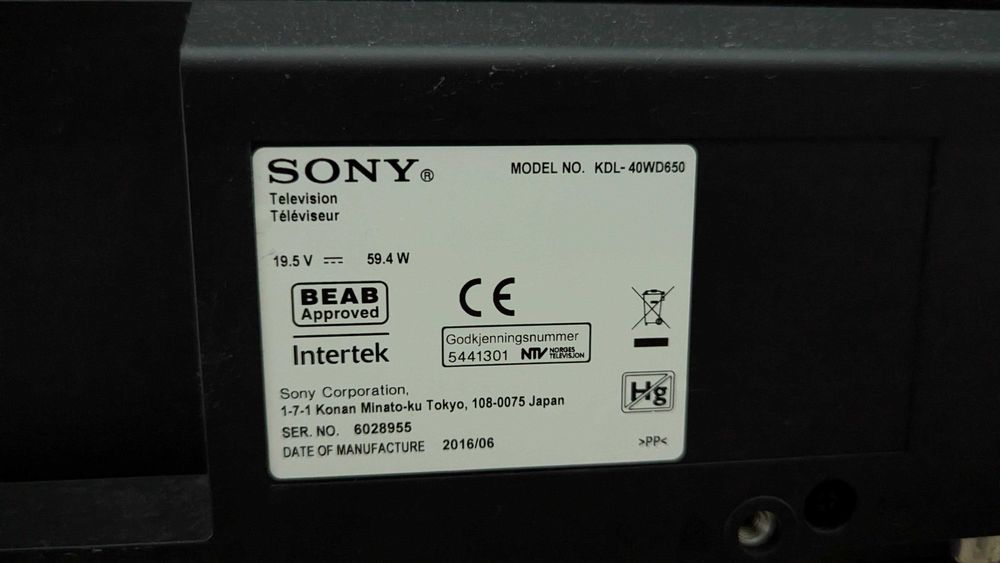 SONY®
MODEL NO. KDL- 40WD650
Television
Téléviseur
19.5 V ⎓ 59.4 W
BEAB
Approved
Intertek
CE
Godkjenningsnummer
5441301 NTV NORGES
TELEVISJON
Hg
Sony Corporation,
1-7-1 Konan Minato-ku Tokyo, 108-0075 Japan
SER. NO. 6028955
DATE OF MANUFACTURE 2016/06
>PP<